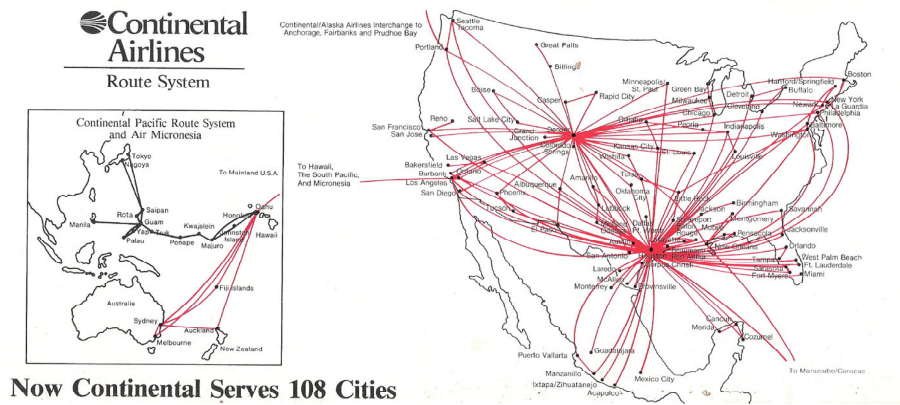 Continental
Airlines
Route System
Continental Pacific Route System
and Air Micronesia
Tokyo
Nagoya
To Mainland U.S.A.
Saipan
Rota
Guam
Manila
Yap
Truk
Palau
Ponape
Kwajalein
Majuro
Johnston
Island
Honolulu
Oahu
Hawaii
Fiji Islands
Australia
Sydney
Melbourne
Auckland
New Zealand
Now Continental Serves 108 Cities
Continental/Alaska Airlines Interchange to
Anchorage, Fairbanks and Prudhoe Bay
To Hawaii,
The South Pacific,
And Micronesia
Seattle
Tacoma
Portland
Great Falls
Billings
Boise
Casper
Rapid City
Minneapolis/
St. Paul
Green Bay
Milwaukee
Chicago
Detroit
Cleveland
Buffalo
Hartford/Springfield
Boston
New York
La Guardia
Newark
Philadelphia
Baltimore
Washington
Reno
Salt Lake City
San Francisco
San Jose
Grand
Junction
Denver
Colorado
Springs
Omaha
Peoria
Indianapolis
Kansas City
St. Louis
Louisville
Wichita
Las Vegas
Bakersfield
Burbank
Ontario
Los Angeles
San Diego
Phoenix
Tucson
Albuquerque
Amarillo
Tulsa
Oklahoma
City
Little Rock
Lubbock
El Paso
Midland
Odessa
Dallas
Ft. Worth
Shreveport
Jackson
Birmingham
Montgomery
Savannah
Baton
Rouge
Mobile
Pensacola
Jacksonville
New Orleans
Austin
San Antonio
Houston
Beaumont
Port Arthur
Corpus Christi
Laredo
McAllen
Monterrey
Brownsville
Orlando
Tampa
Sarasota
Fort Myers
West Palm Beach
Ft. Lauderdale
Miami
Cancun
Merida
Cozumel
Puerto Vallarta
Guadalajara
Manzanillo
Ixtapa/Zihuatanejo
Acapulco
Mexico City
To Maracaibo/Caracas